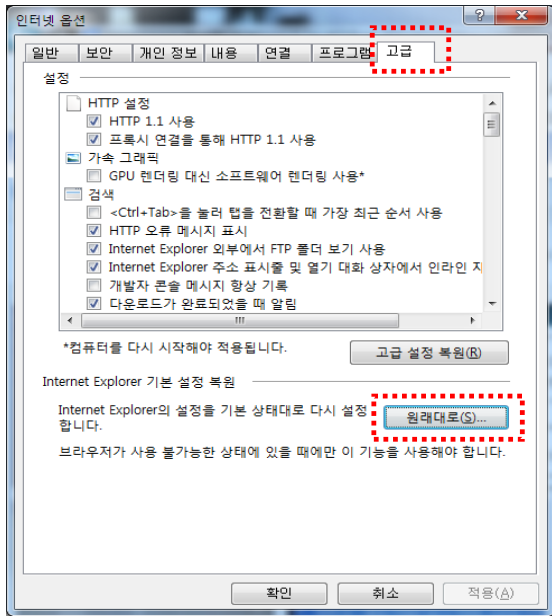 인터넷 옵션
일반 보안 개인 정보 내용 연결 프로그램 고급
설정
HTTP 설정
HTTP 1.1 사용
프록시 연결을 통해 HTTP 1.1 사용
가속 그래픽
GPU 렌더링 대신 소프트웨어 렌더링 사용*
검색
<Ctrl+Tab>을 눌러 탭을 전환할 때 가장 최근 순서 사용
HTTP 오류 메시지 표시
Internet Explorer 외부에서 FTP 폴더 보기 사용
Internet Explorer 주소 표시줄 및 열기 대화 상자에서 인라인
개발자 콘솔 메시지 항상 기록
다운로드가 완료되었을 때 알림
*컴퓨터를 다시 시작해야 적용됩니다.
고급 설정 복원(R)
Internet Explorer 기본 설정 복원
Internet Explorer의 설정을 기본 상태대로 다시 설정
합니다.
원래대로(S)...
브라우저가 사용 불가능한 상태에 있을 때에만 이 기능을 사용해야 합니다.
확인 취소 적용(A)